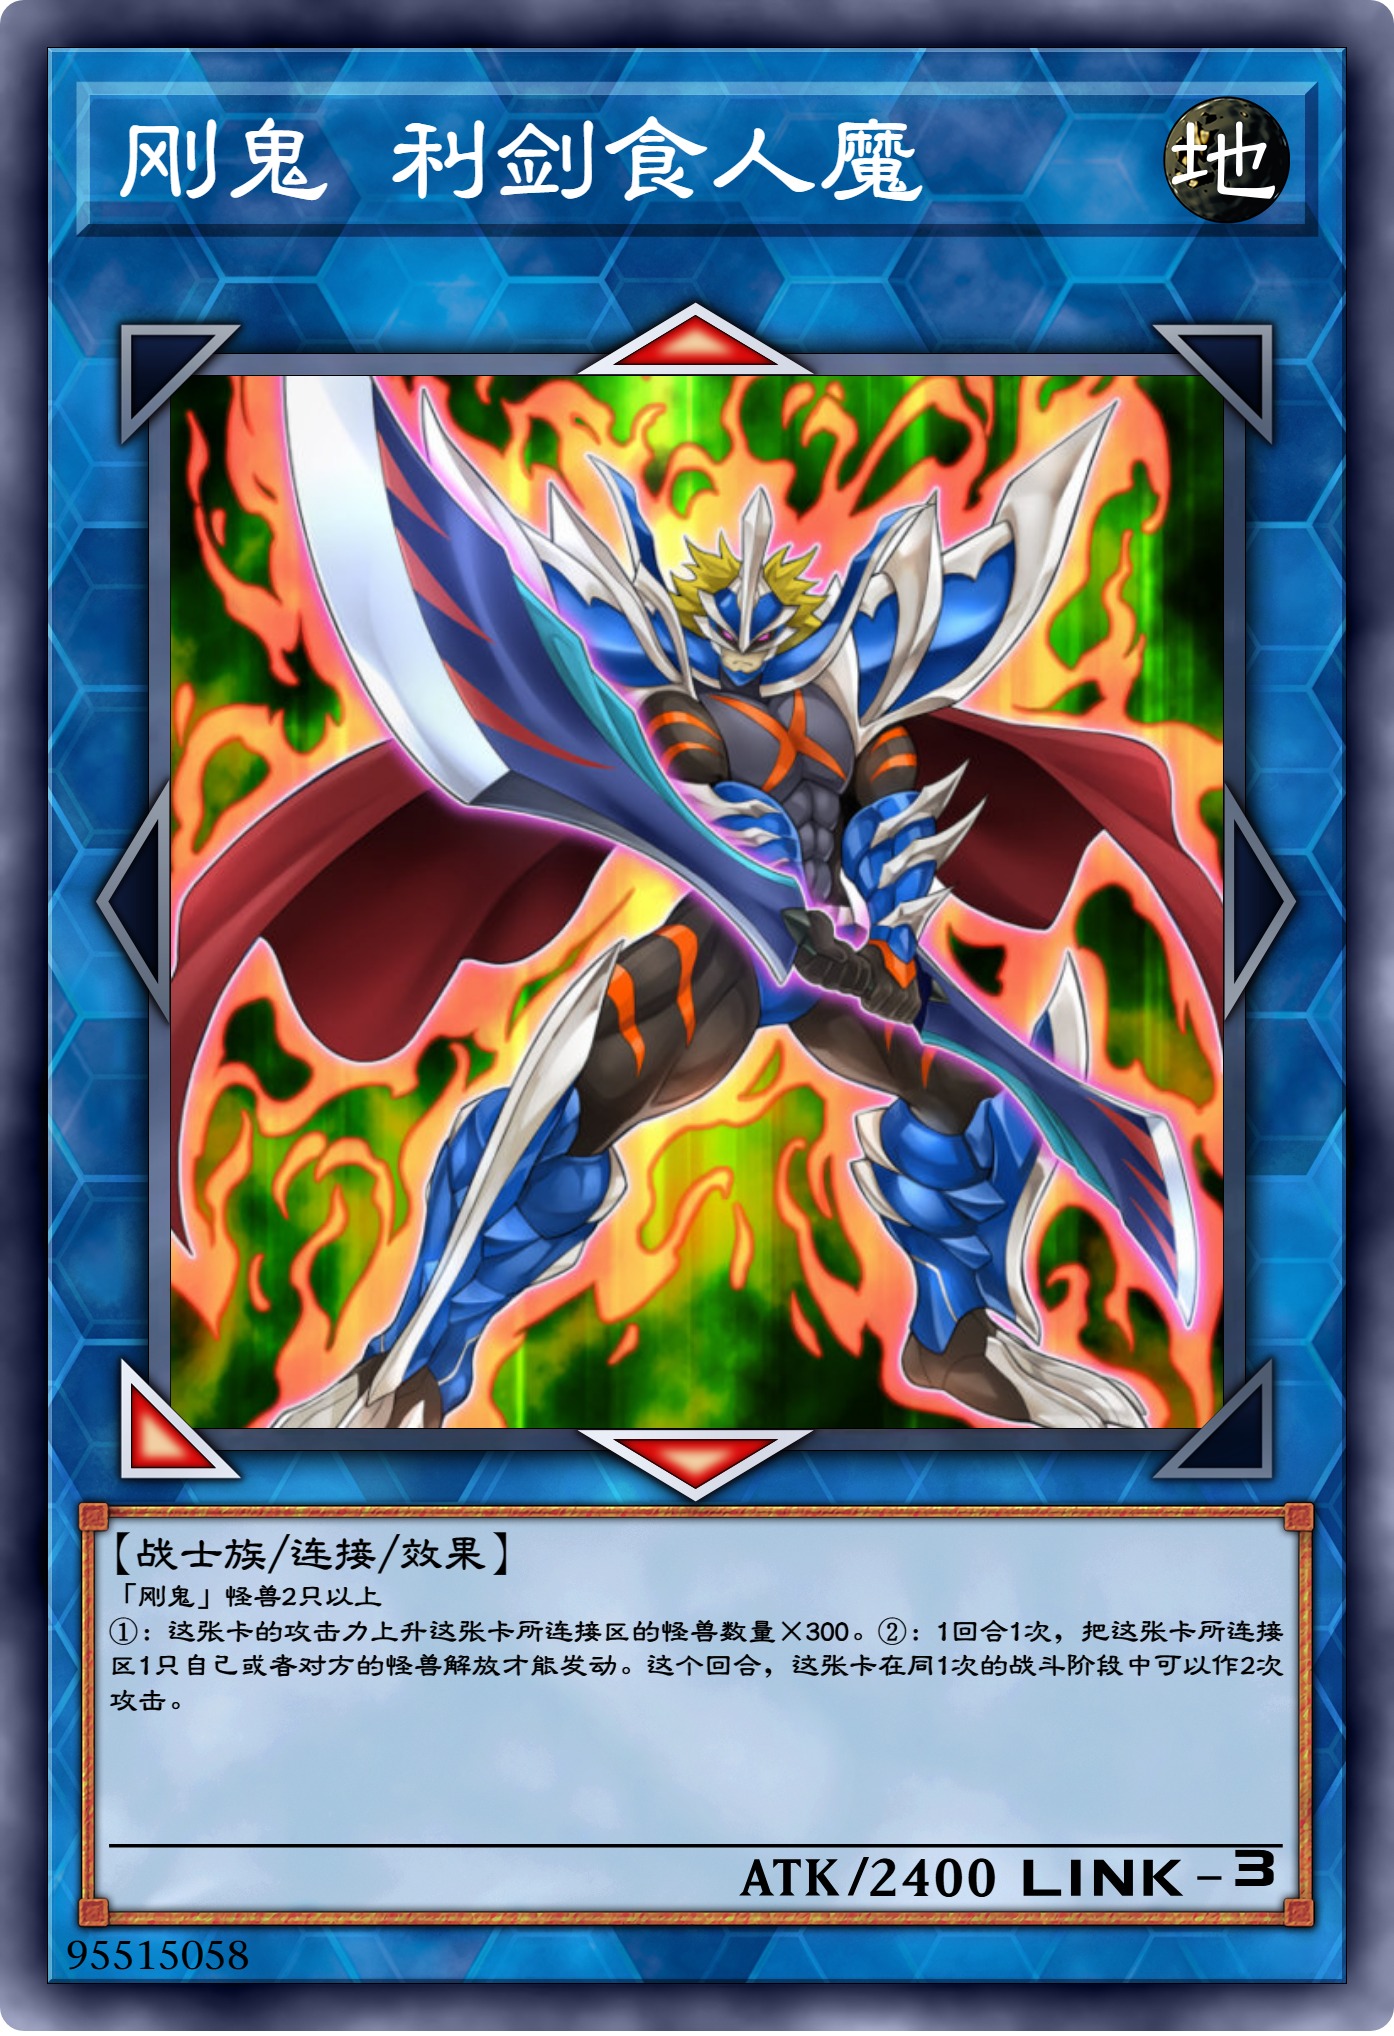 刚鬼 利剑食人魔
地
【战士族/连接/效果】
「刚鬼」怪兽2只以上
①：这张卡的攻击力上升这张卡所连接区的怪兽数量×300。②：1回合1次，把这张卡所连接
区1只自己或者对方的怪兽解放才能发动。这个回合，这张卡在同1次的战斗阶段中可以作2次
攻击。
ATK/2400 LINK-3
95515058